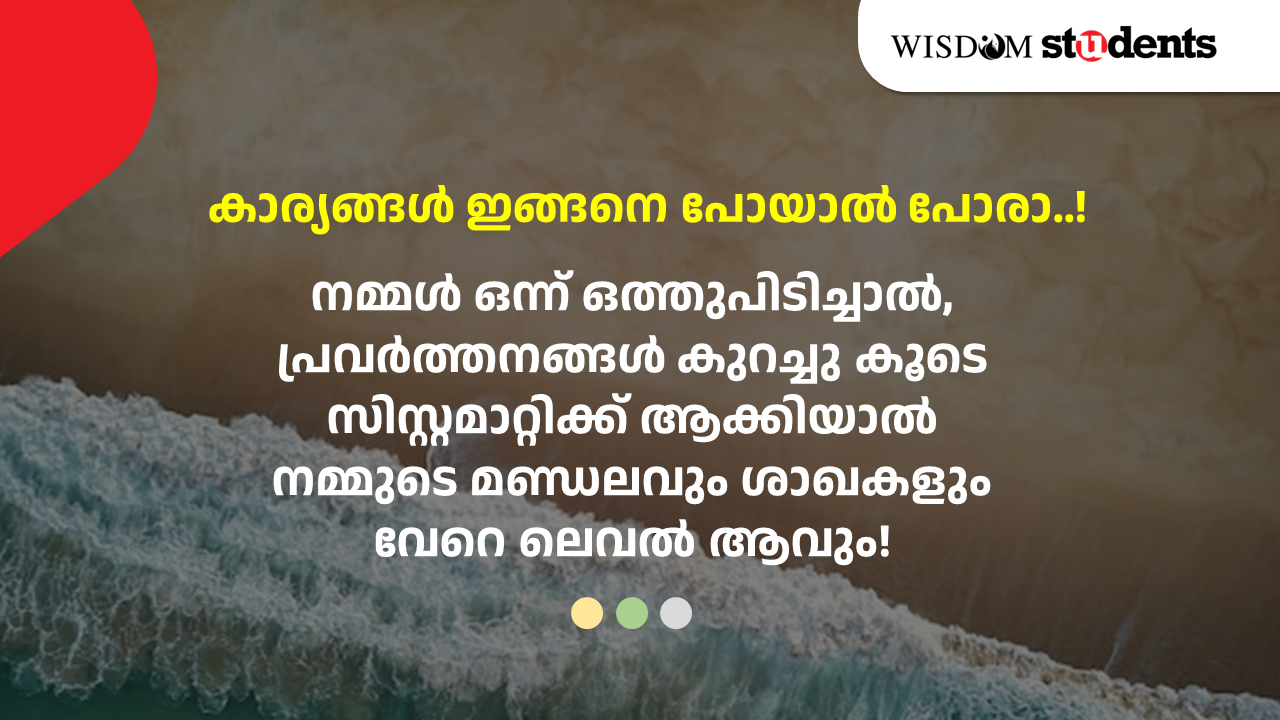 WISDOM students
കാര്യങ്ങൾ ഇങ്ങനെ പോയാൽ പോരാ..!
നമ്മൾ ഒന്ന് ഒത്തുപിടിച്ചാൽ,
പ്രവർത്തനങ്ങൾ കുറച്ചു കൂടെ
സിസ്റ്റമാറ്റിക്ക് ആക്കിയാൽ
നമ്മുടെ മണ്ഡലവും ശാഖകളും
വേറെ ലെവൽ ആവും!